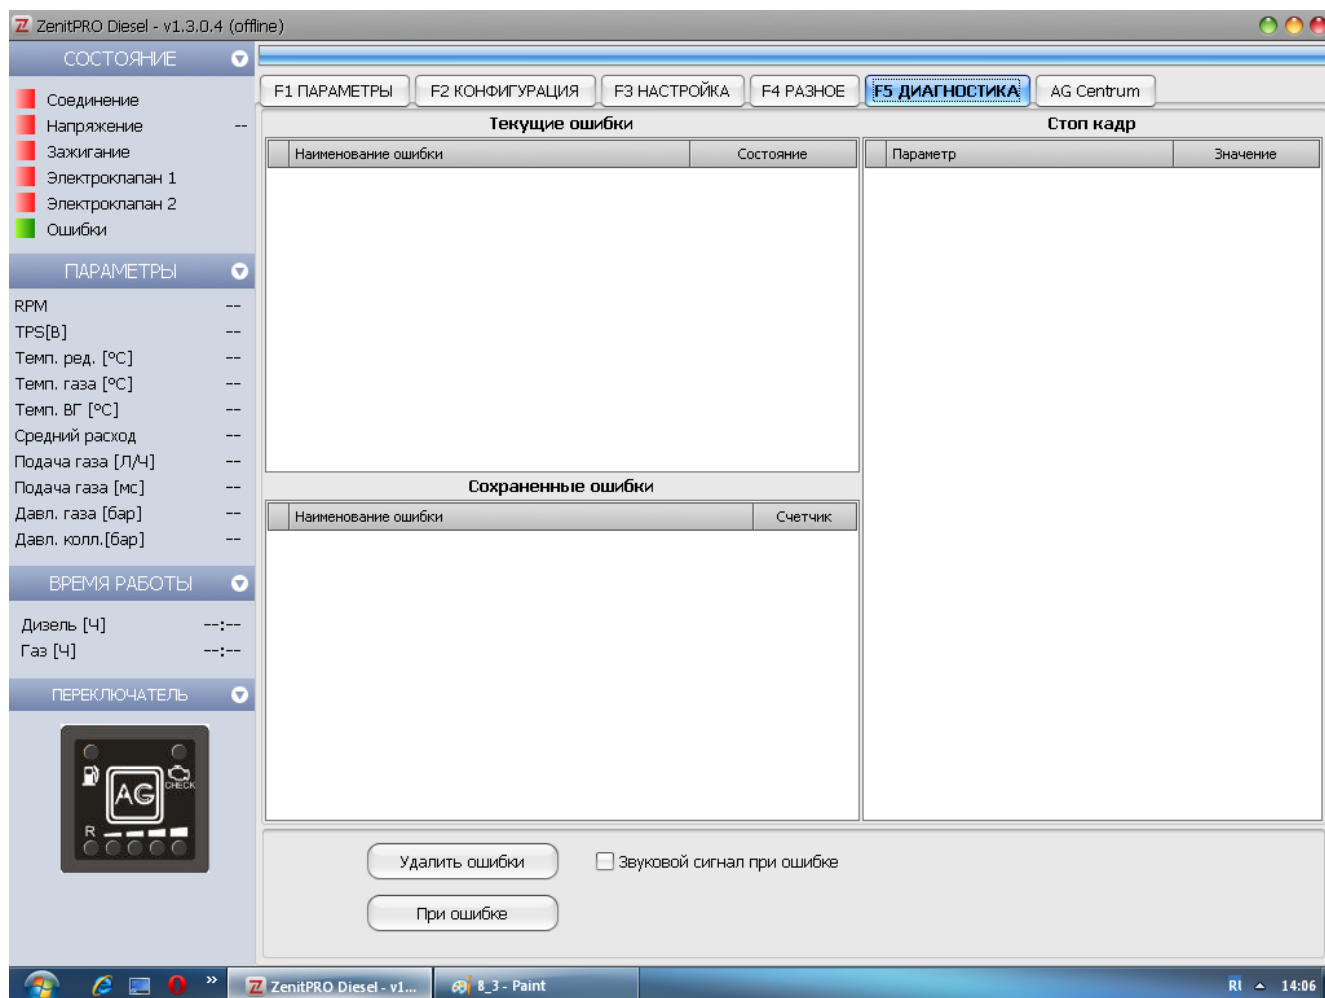 ZenitPRO Diesel - v1.3.0.4 (offline)
СОСТОЯНИЕ
Соединение
Напряжение --
Зажигание
Электроклапан 1
Электроклапан 2
Ошибки
ПАРАМЕТРЫ
RPM --
TPS[В] --
Темп. ред. [°C] --
Темп. газа [°C] --
Темп. ВГ [°C] --
Средний расход --
Подача газа [Л/Ч] --
Подача газа [мс] --
Давл. газа [бар] --
Давл. колл.[бар] --
ВРЕМЯ РАБОТЫ
Дизель [Ч] --:--
Газ [Ч] --:--
ПЕРЕКЛЮЧАТЕЛЬ
CHECK
AG
R
F1 ПАРАМЕТРЫ F2 КОНФИГУРАЦИЯ F3 НАСТРОЙКА F4 РАЗНОЕ F5 ДИАГНОСТИКА AG Centrum
Текущие ошибки
Наименование ошибки Состояние
Сохраненные ошибки
Наименование ошибки Счетчик
Стоп кадр
Параметр Значение
Удалить ошибки Звуковой сигнал при ошибке
При ошибке
ZenitPRO Diesel - v1... 8_3 - Paint 14:06